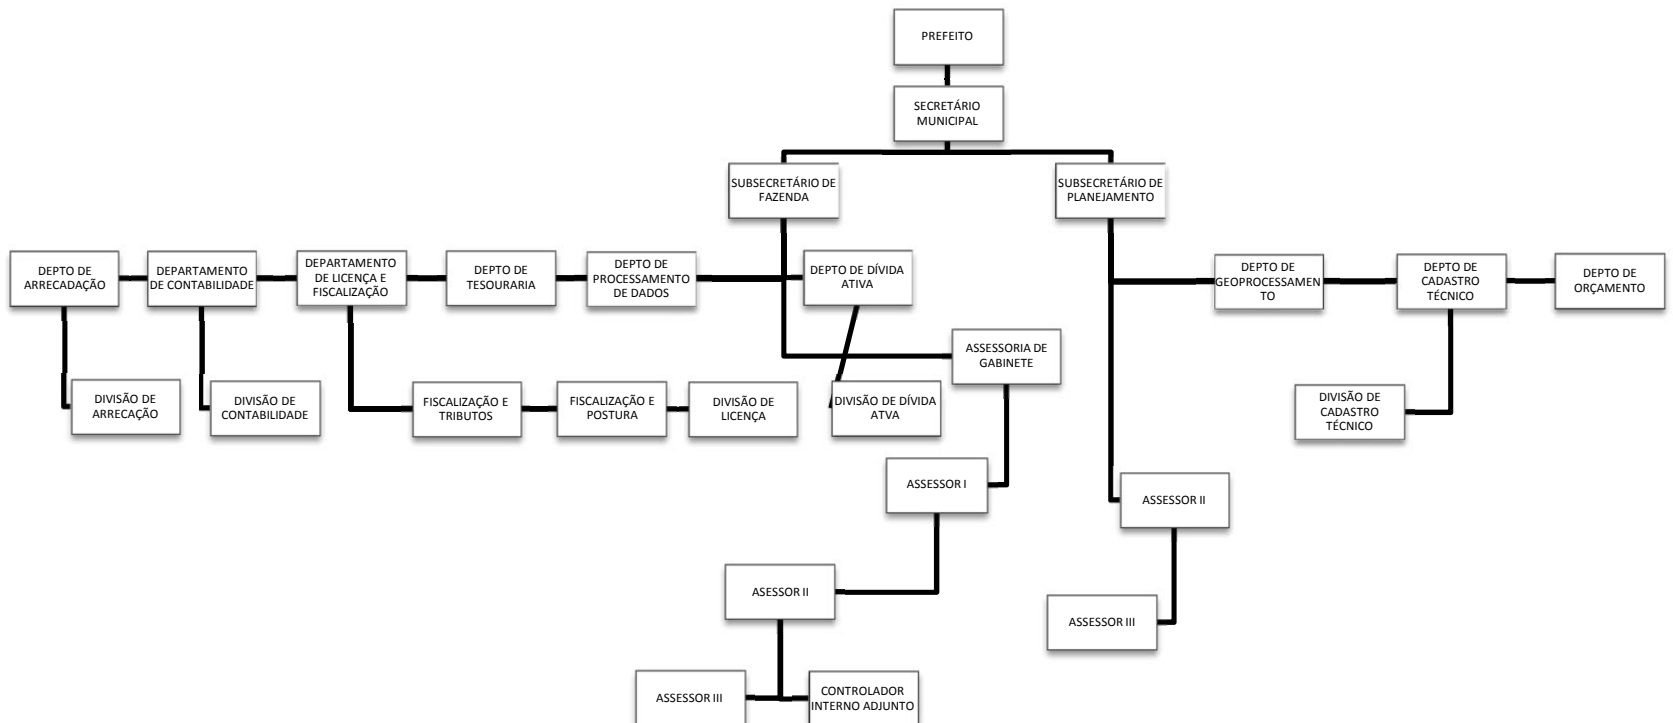 PREFEITO
SECRETÁRIO
MUNICIPAL
SUBSECRETÁRIO DE
FAZENDA
SUBSECRETÁRIO DE
PLANEJAMENTO
DEPTO DE
ARRECADAÇÃO
DEPARTAMENTO
DE CONTABILIDADE
DEPARTAMENTO
DE LICENÇA E
FISCALIZAÇÃO
DEPTO DE
TESOURARIA
DEPTO DE
PROCESSAMENTO
DE DADOS
DEPTO DE DÍVIDA
ATIVA
DEPTO DE
GEOPROCESSAMEN
TO
DEPTO DE
CADASTRO
TÉCNICO
DEPTO DE
ORÇAMENTO
ASSESSORIA DE
GABINETE
DIVISÃO DE
ARRECAÇÃO
DIVISÃO DE
CONTABILIDADE
FISCALIZAÇÃO E
TRIBUTOS
FISCALIZAÇÃO E
POSTURA
DIVISÃO DE
LICENÇA
DIVISÃO DE DÍVIDA
ATVA
DIVISÃO DE
CADASTRO
TÉCNICO
ASSESSOR I
ASSESSOR II
ASESSOR II
ASSESSOR III
ASSESSOR III
CONTROLADOR
INTERNO ADJUNTO